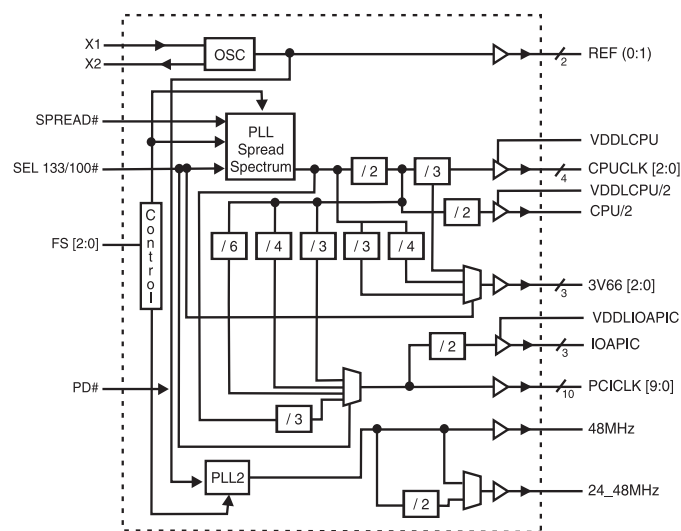 X1
X2
OSC
REF (0:1)
2
SPREAD#
PLL
Spread
Spectrum
SEL 133/100#
VDDLCPU
/ 2
/ 3
CPUCLK [2:0]
4
VDDLCPU/2
/ 2
CPU/2
Control
FS [2:0]
/ 6
/ 4
/ 3
/ 3
/ 4
3V66 [2:0]
3
VDDLIOAPIC
/ 2
IOAPIC
3
PD#
PCICLK [9:0]
10
/ 3
48MHz
PLL2
24_48MHz
/ 2